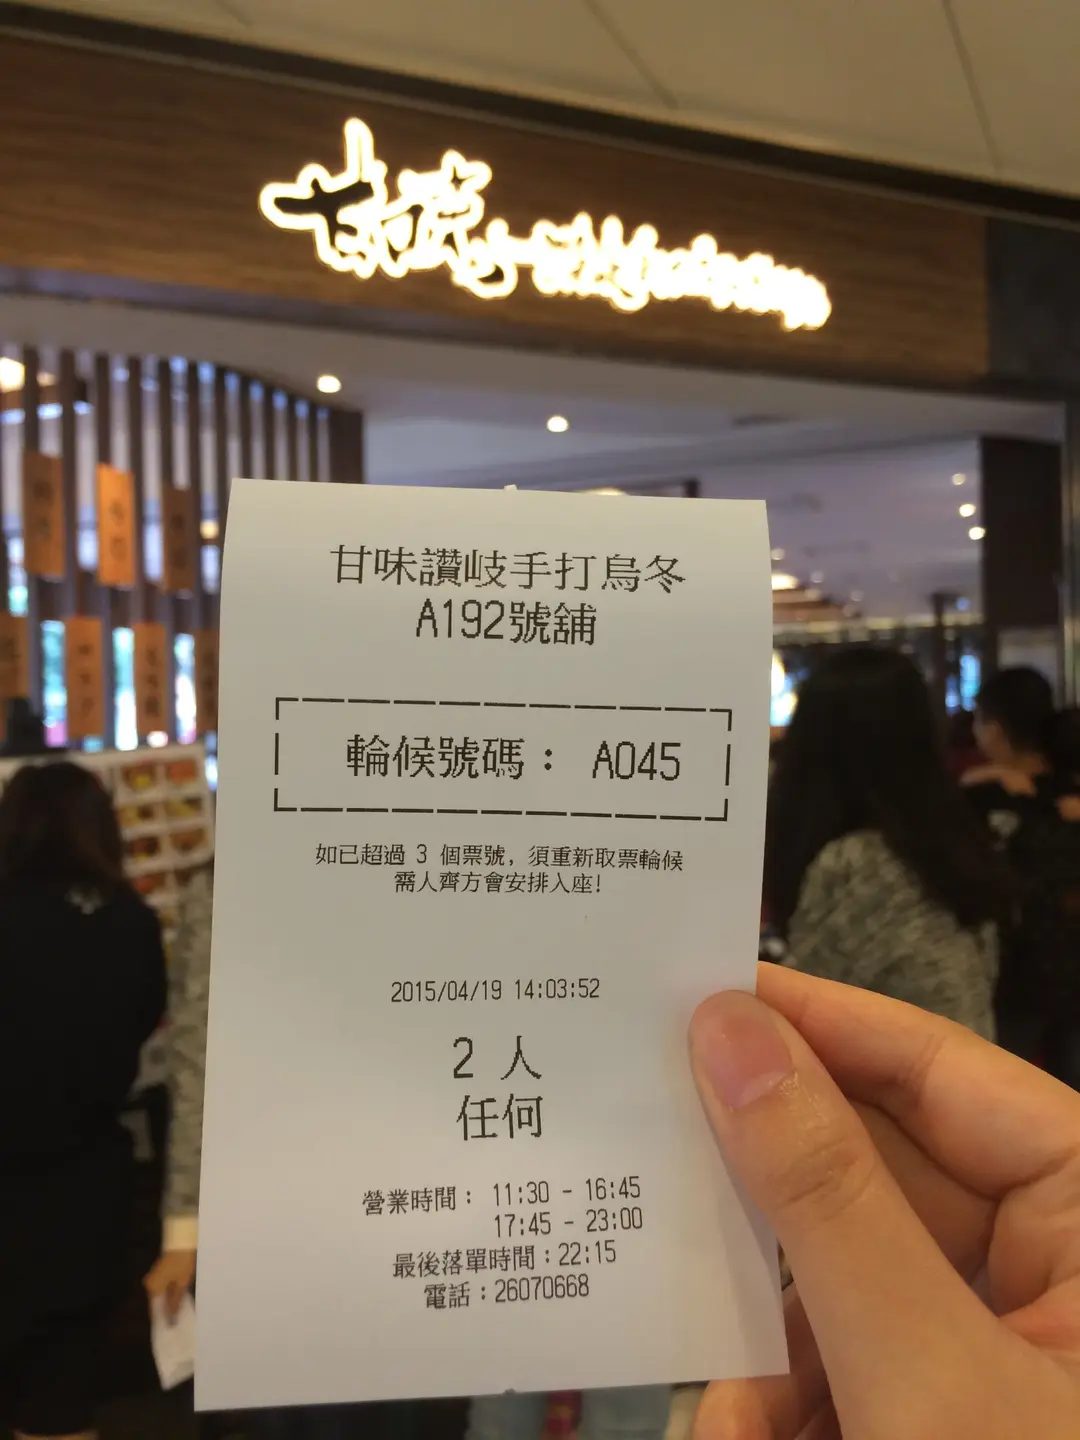 甘味
甘味讚岐手打烏冬
A192號舖
輪候號碼： A045
如已超過 3 個票號, 須重新取票輪候
需人齊方會安排入座!
2015/04/19 14:03:52
2 人
任何
營業時間： 11:30 - 16:45
17:45 - 23:00
最後落單時間：22:15
電話：26070668